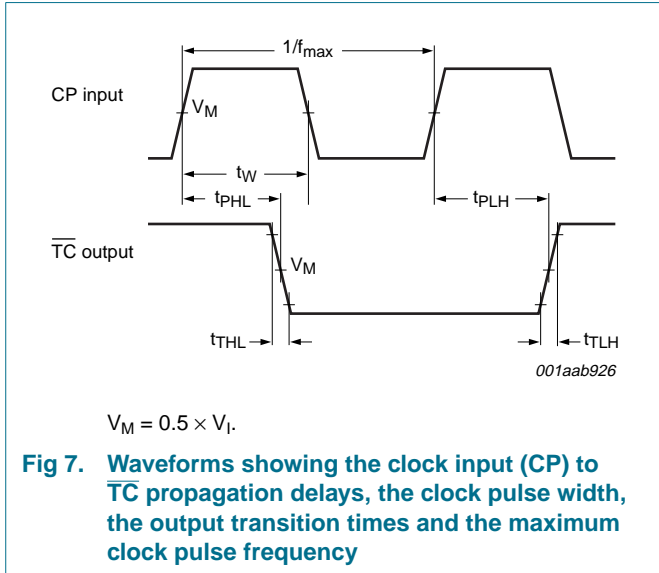 1/fmax
CP input
VM
tW
tPHL
tPLH
TC output
VM
tTHL
tTLH
001aab926
VM = 0.5 × VI.
Fig 7. Waveforms showing the clock input (CP) to
TC propagation delays, the clock pulse width,
the output transition times and the maximum
clock pulse frequency